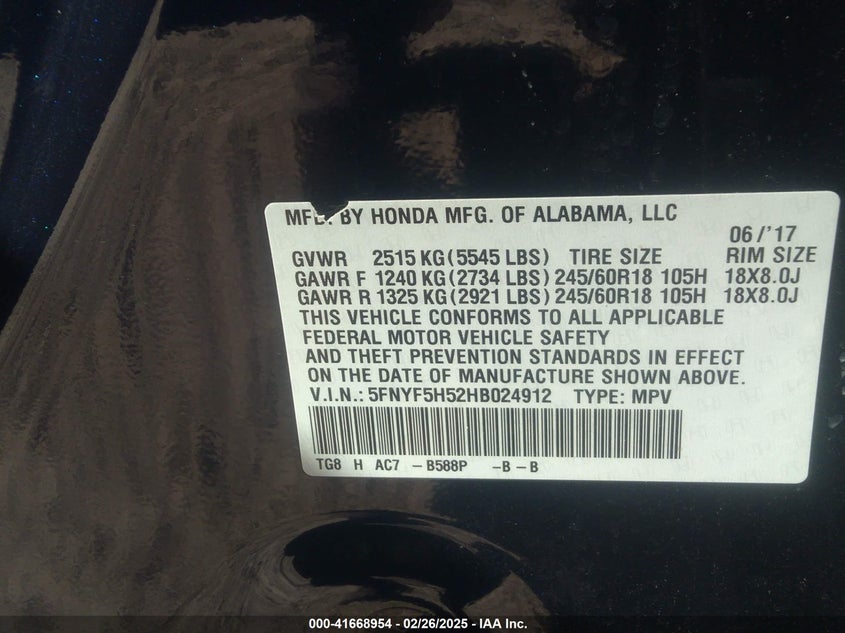 MFD. BY HONDA MFG. OF ALABAMA, LLC
06/'17
GVWR 2515 KG (5545 LBS) TIRE SIZE RIM SIZE
GAWR F 1240 KG (2734 LBS) 245/60R18 105H 18X8.0J
GAWR R 1325 KG (2921 LBS) 245/60R18 105H 18X8.0J
THIS VEHICLE CONFORMS TO ALL APPLICABLE
FEDERAL MOTOR VEHICLE SAFETY
AND THEFT PREVENTION STANDARDS IN EFFECT
ON THE DATE OF MANUFACTURE SHOWN ABOVE.
V.I.N.: 5FNYF5H52HB024912 TYPE: MPV
TG8 H AC7 -B588P -B-B
000-41668954 - 02/26/2025 - IAA Inc.